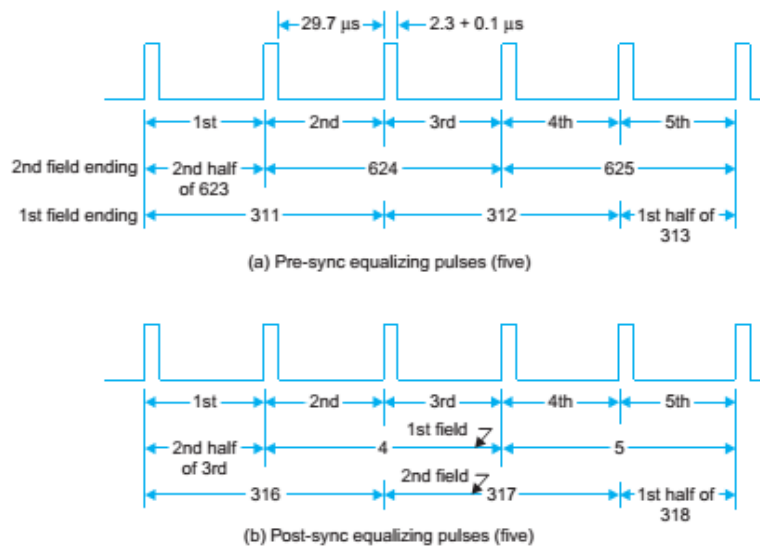 29.7 μs 2.3 + 0.1 μs
1st 2nd 3rd 4th 5th
2nd field ending 2nd half of 623 624 625
1st field ending 311 312 1st half of 313
(a) Pre-sync equalizing pulses (five)
1st 2nd 3rd 4th 5th
1st field
2nd half of 3rd 4 5
2nd field
316 317 1st half of 318
(b) Post-sync equalizing pulses (five)